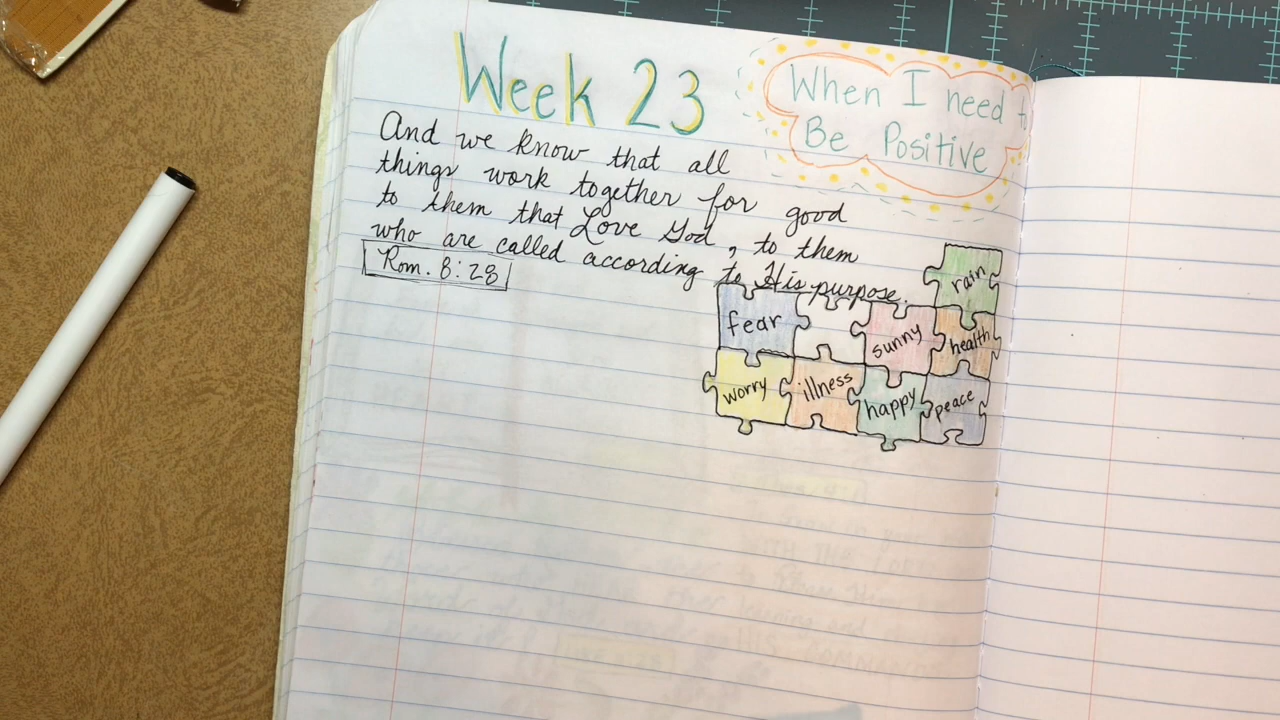 Week 23
When I need to
Be Positive
And we know that all
things work together for good
to them that Love God, to them
who are called according to His purpose.
Rom. 8:28
rain
fear
sunny
health
worry
illness
happy
peace